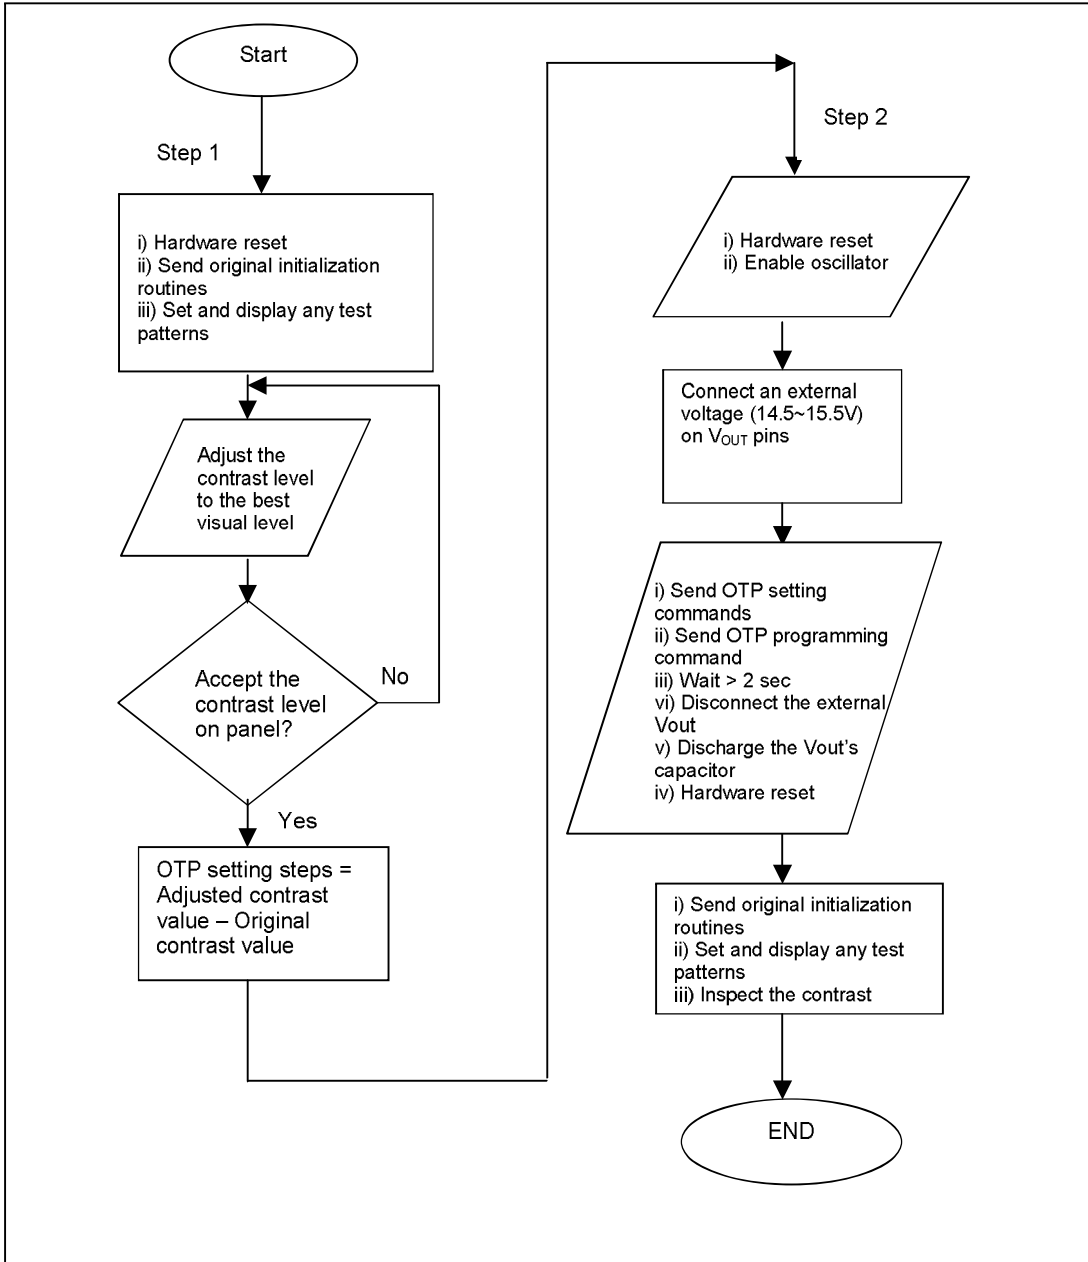 Start
Step 1
i) Hardware reset
ii) Send original initialization
routines
iii) Set and display any test
patterns
Adjust the
contrast level
to the best
visual level
Accept the
contrast level
on panel?
No
Yes
OTP setting steps =
Adjusted contrast
value – Original
contrast value
Step 2
i) Hardware reset
ii) Enable oscillator
Connect an external
voltage (14.5~15.5V)
on VOUT pins
i) Send OTP setting
commands
ii) Send OTP programming
command
iii) Wait > 2 sec
vi) Disconnect the external
Vout
v) Discharge the Vout's
capacitor
iv) Hardware reset
i) Send original initialization
routines
ii) Set and display any test
patterns
iii) Inspect the contrast
END